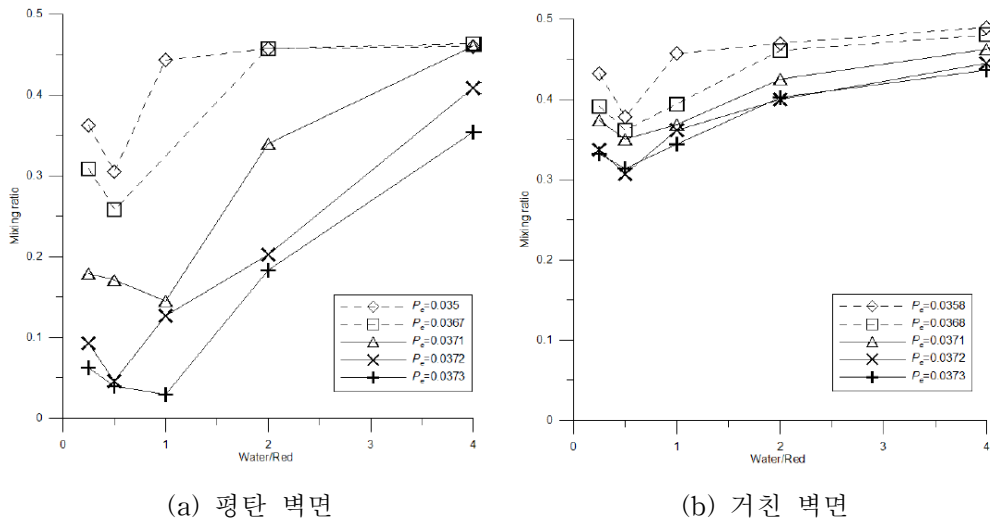 0.5
0.4
0.3
0.2
0.1
0
Mixing ratio
0 1 2 3 4
Water/Red
Pe=0.035
Pe=0.0367
Pe=0.0371
Pe=0.0372
Pe=0.0373
(a) 평탄 벽면
0.5
0.4
0.3
0.2
0.1
0
Mixing ratio
0 1 2 3 4
Water/Red
Pe=0.0358
Pe=0.0368
Pe=0.0371
Pe=0.0372
Pe=0.0373
(b) 거친 벽면